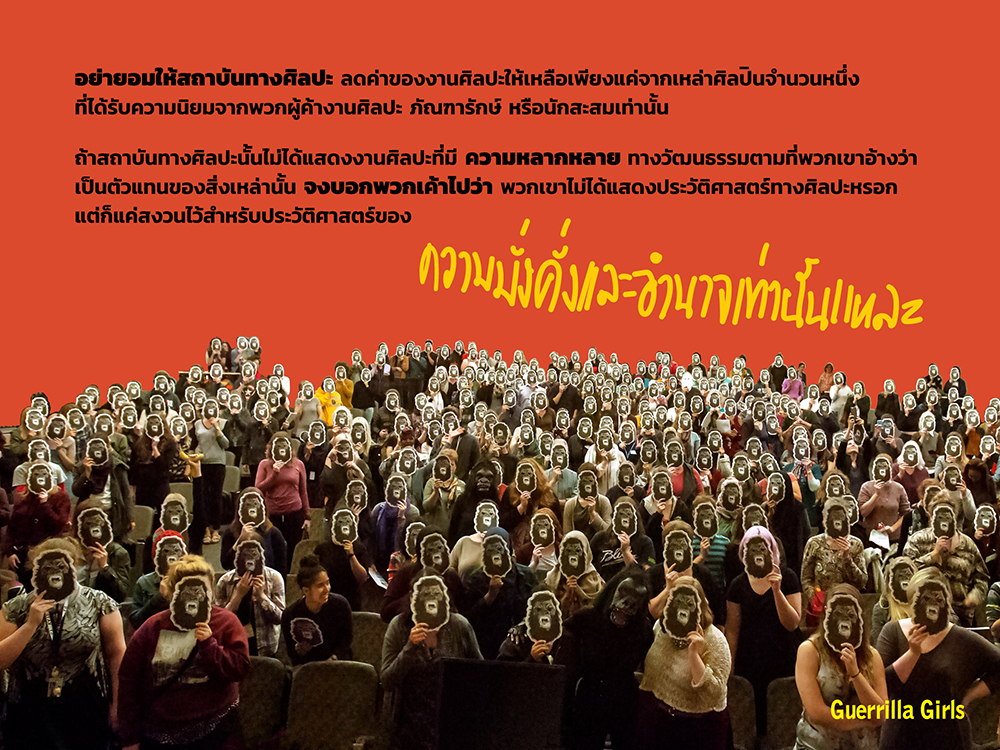 อย่ายอมให้สถาบันทางศิลปะ ลดค่าของงานศิลปะให้เหลือเพียงแค่จากเหล่าศิลปินจำนวนหนึ่ง
ที่ได้รับความนิยมจากพวกผู้ค้างานศิลปะ ภัณฑารักษ์ หรือนักสะสมเท่านั้น
ถ้าสถาบันทางศิลปะนั้นไม่ได้แสดงงานศิลปะที่มี ความหลากหลาย ทางวัฒนธรรมตามที่พวกเขาอ้างว่า
เป็นตัวแทนของสิ่งเหล่านั้น จงบอกพวกเค้าไปว่า พวกเขาไม่ได้แสดงประวัติศาสตร์ทางศิลปะหรอก
แต่ก็แค่สงวนไว้สำหรับประวัติศาสตร์ของ
ความมั่งคั่งและอำนาจเท่านั้นแหละ
Guerrilla Girls